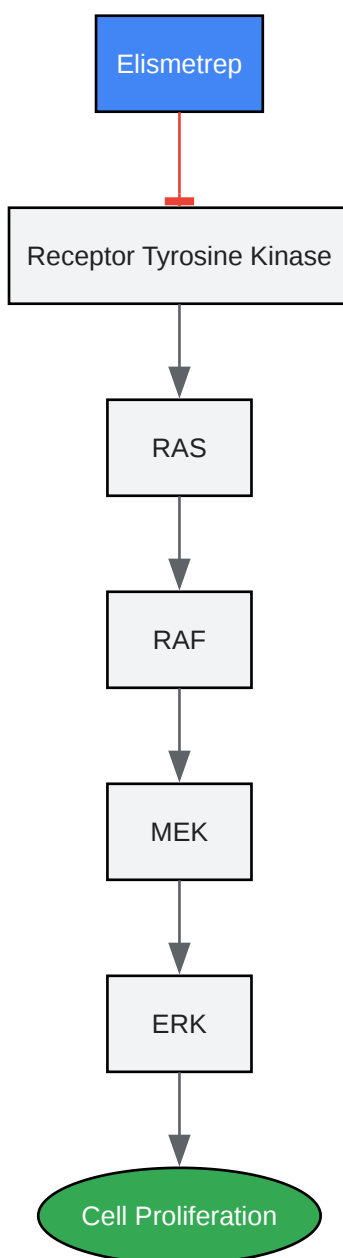 Elismetrep
Receptor Tyrosine Kinase
RAS
RAF
MEK
ERK
Cell Proliferation